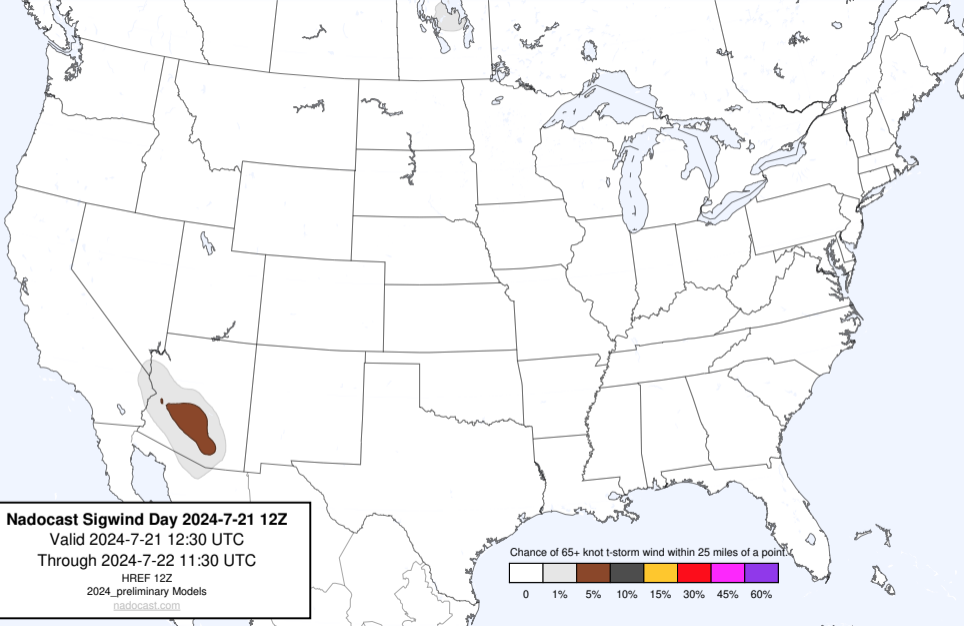 Nadocast Sigwind Day 2024-7-21 12Z
Valid 2024-7-21 12:30 UTC
Through 2024-7-22 11:30 UTC
HREF 12Z
2024_preliminary Models
nadocast.com
Chance of 65+ knot t-storm wind within 25 miles of a point.
0 1% 5% 10% 15% 30% 45% 60%